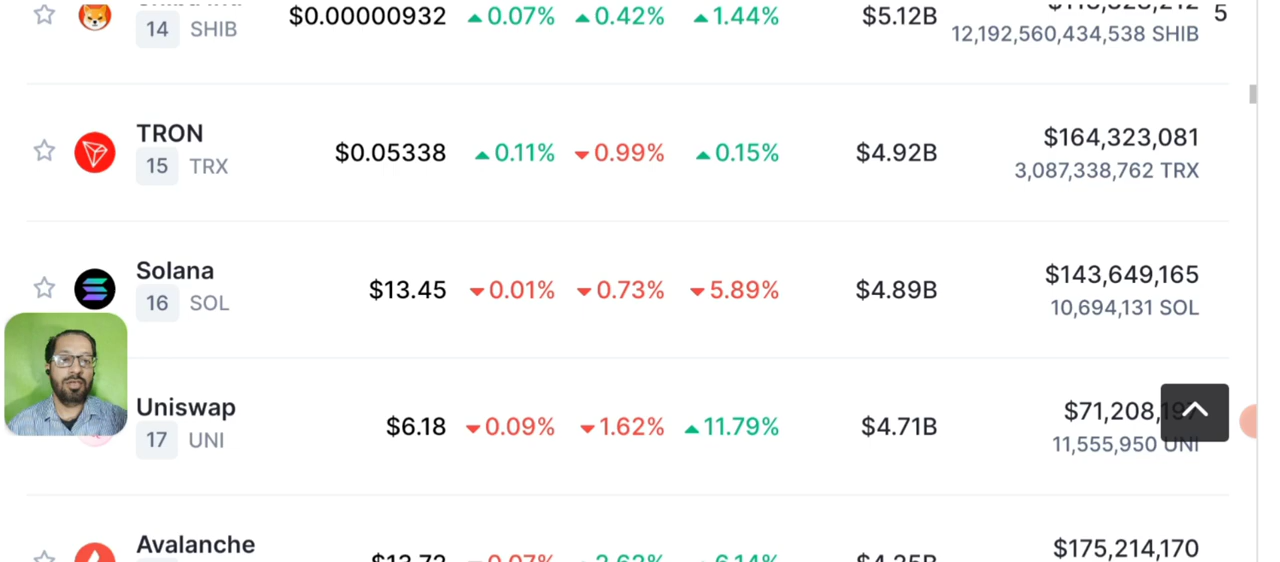 5
$0.00000932 0.07% 0.42% 1.44% $5.12B
14 SHIB
12,192,560,434,538 SHIB
TRON
$0.05338 0.11% 0.99% 0.15% $4.92B $164,323,081
15 TRX
3,087,338,762 TRX
Solana
$13.45 0.01% 0.73% 5.89% $4.89B $143,649,165
16 SOL
10,694,131 SOL
Uniswap
$6.18 0.09% 1.62% 11.79% $4.71B $71,208,
17 UNI
11,555,950 UNI
Avalanche
$175,214,170